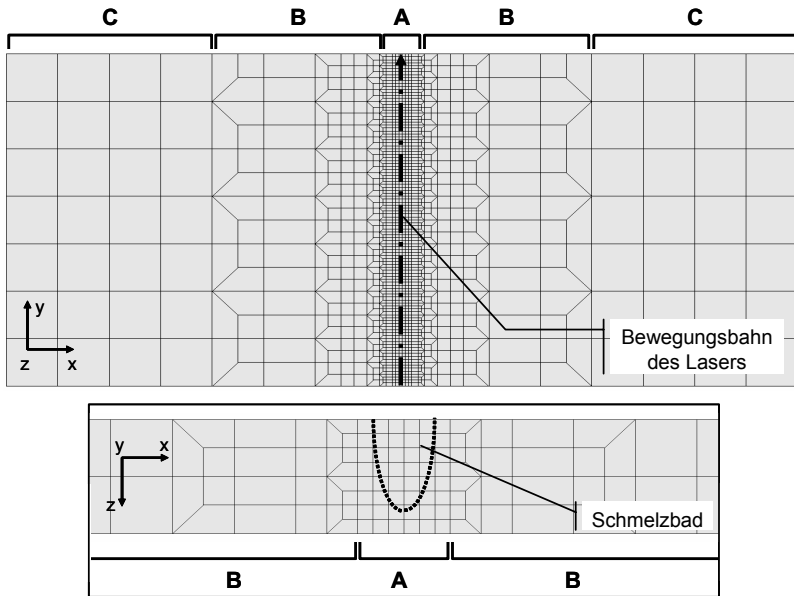 C B A B C
y
z x
Bewegungsbahn
des Lasers
y x
z
Schmelzbad
B A B